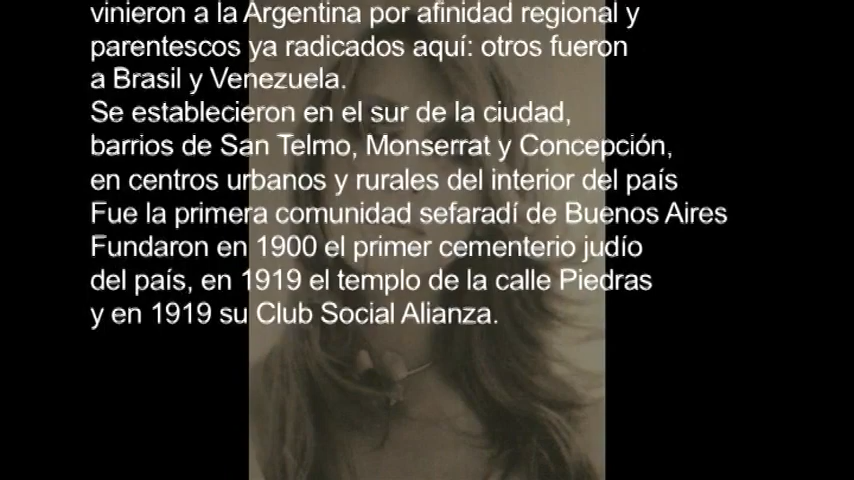 vinieron a la Argentina por afinidad regional y
parentescos ya radicados aquí: otros fueron
a Brasil y Venezuela.
Se establecieron en el sur de la ciudad,
barrios de San Telmo, Monserrat y Concepción,
en centros urbanos y rurales del interior del país
Fue la primera comunidad sefaradí de Buenos Aires
Fundaron en 1900 el primer cementerio judío
del país, en 1919 el templo de la calle Piedras
y en 1919 su Club Social Alianza.